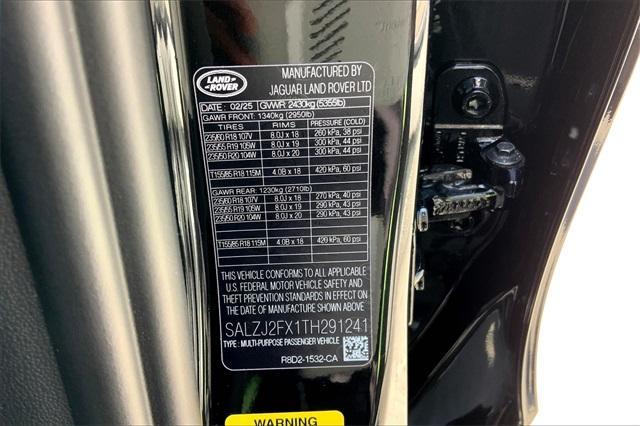 LAND ROVER
MANUFACTURED BY
JAGUAR LAND ROVER LTD
DATE : 02/25 GVWR 2430kg (5355lb)
GAWR FRONT: 1340kg (2950lb)
TIRES RIMS PRESSURE (COLD)
235/60 R18 107V 8.0J x 18 260 kPa, 38 psi
235/55 R19 105W 8.0J x 19 300 kPa, 44 psi
235/50 R20 104W 8.0J x 20 300 kPa, 44 psi
T155/85 R18 115M 4.0B x 18 420 kPa, 60 psi
GAWR REAR: 1230kg (2710lb)
235/60 R18 107V 8.0J x 18 270 kPa, 40 psi
235/55 R19 105W 8.0J x 19 290 kPa, 43 psi
235/50 R20 104W 8.0J x 20 290 kPa, 43 psi
T155/85 R18 115M 4.0B x 18 420 kPa, 60 psi
THIS VEHICLE CONFORMS TO ALL APPLICABLE
U.S. FEDERAL MOTOR VEHICLE SAFETY AND
THEFT PREVENTION STANDARDS IN EFFECT ON
THE DATE OF MANUFACTURE SHOWN ABOVE
SALZJ2FX1TH291241
TYPE : MULTI-PURPOSE PASSENGER VEHICLE
R8D2-1532-CA
WARNING